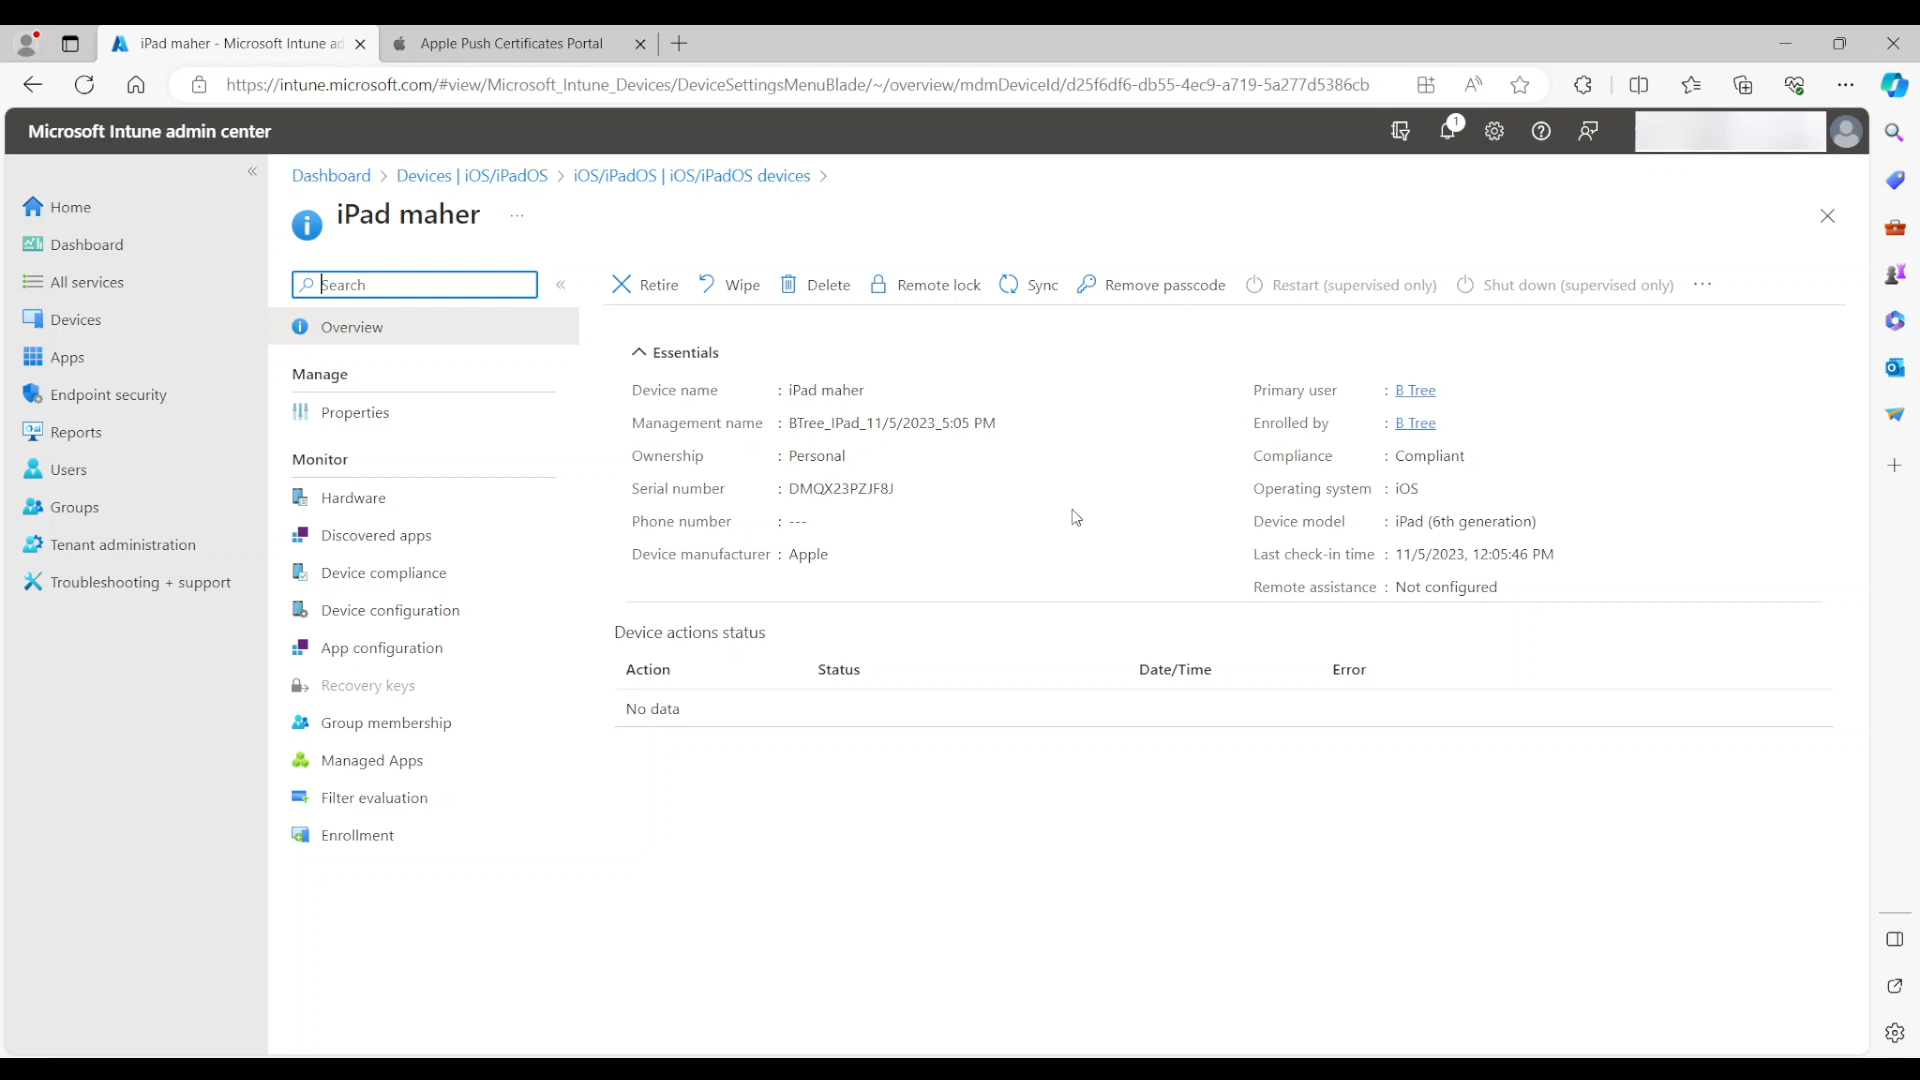 iPad maher - Microsoft Intune ad
Apple Push Certificates Portal
https://intune.microsoft.com/#view/Microsoft_Intune_Devices/DeviceSettingsMenuBlade/~/overview/mdmDeviceId/d25f6df6-db55-4ec9-a719-5a277d5386cb
Microsoft Intune admin center
1
Home
Dashboard
All services
Devices
Apps
Endpoint security
Reports
Users
Groups
Tenant administration
Troubleshooting + support
Dashboard > Devices | iOS/iPadOS > iOS/iPadOS | iOS/iPadOS devices >
iPad maher ...
Search
Overview
Manage
Properties
Monitor
Hardware
Discovered apps
Device compliance
Device configuration
App configuration
Recovery keys
Group membership
Managed Apps
Filter evaluation
Enrollment
Retire Wipe Delete Remote lock Sync Remove passcode Restart (supervised only) Shut down (supervised only) ...
Essentials
Device name : iPad maher
Management name : BTree_IPad_11/5/2023_5:05 PM
Ownership : Personal
Serial number : DMQX23PZJF8J
Phone number : ---
Device manufacturer : Apple
Primary user : B Tree
Enrolled by : B Tree
Compliance : Compliant
Operating system : iOS
Device model : iPad (6th generation)
Last check-in time : 11/5/2023, 12:05:46 PM
Remote assistance : Not configured
Device actions status
Action Status Date/Time Error
No data